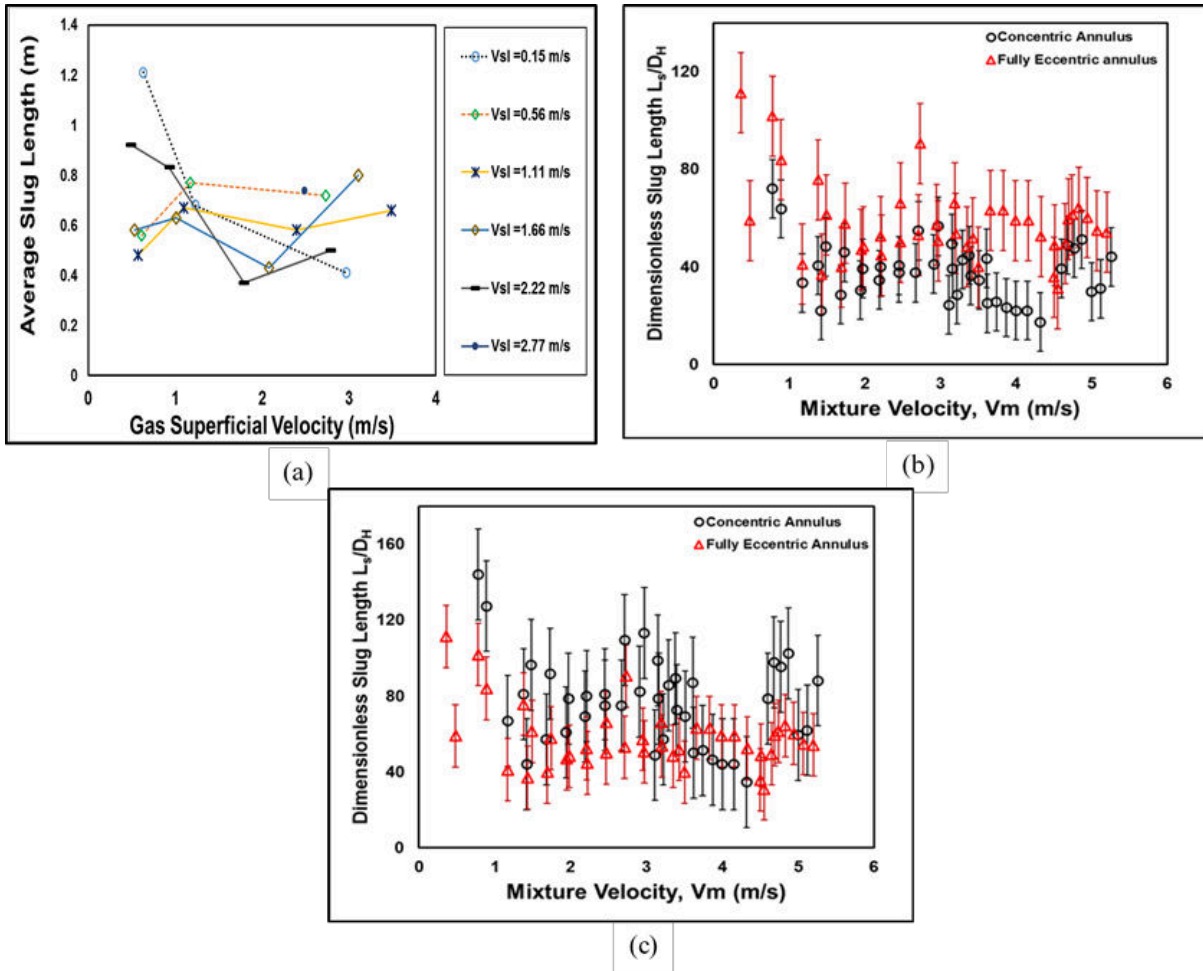 1.4
1.2
1
0.8
0.6
0.4
0.2
0
0 1 2 3 4
Average Slug Length (m)
Gas Superficial Velocity (m/s)
Vsl =0.15 m/s
Vsl =0.56 m/s
Vsl =1.11 m/s
Vsl =1.66 m/s
Vsl =2.22 m/s
Vsl =2.77 m/s
(a)
Concentric Annulus
Fully Eccentric annulus
120
80
40
0
0 1 2 3 4 5 6
Dimensionless Slug Length Ls/DH
Mixture Velocity, Vm (m/s)
(b)
Concentric Annulus
Fully Eccentric Annulus
160
120
80
40
0
0 1 2 3 4 5 6
Dimensionless Slug Length Ls/DH
Mixture Velocity, Vm (m/s)
(c)